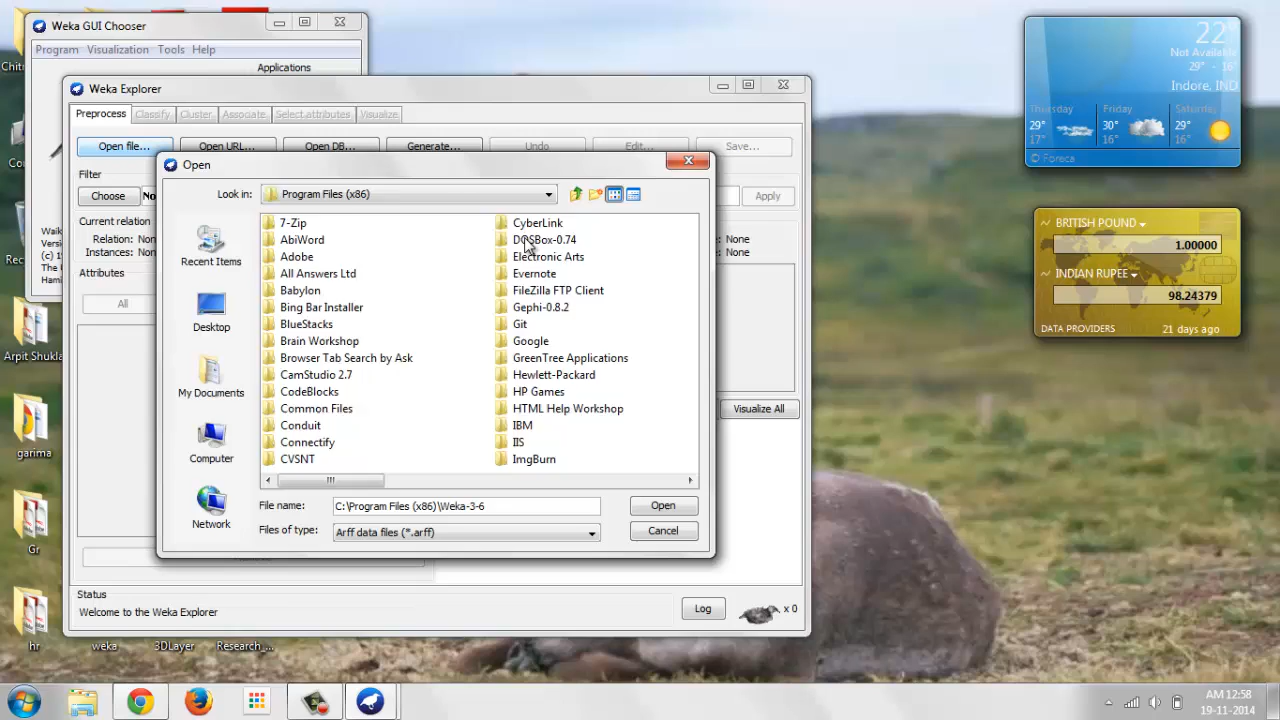 Weka GUI Chooser
Program Visualization Tools Help
Applications
Weka Explorer
Preprocess Classify Cluster Associate Select attributes Visualize
Open file... Open URL... Open DB... Generate... Undo Edit... Save...
Filter
Choose Apply
Current relation
Relation: None
Instances: None
None
None
Attributes
All
Visualize All
Open
Look in: Program Files (x86)
Recent Items
Desktop
My Documents
Computer
Network
7-Zip
AbiWord
Adobe
All Answers Ltd
Babylon
Bing Bar Installer
BlueStacks
Brain Workshop
Browser Tab Search by Ask
CamStudio 2.7
CodeBlocks
Common Files
Conduit
Connectify
CVSNT
CyberLink
DOSBox-0.74
Electronic Arts
Evernote
FileZilla FTP Client
Gephi-0.8.2
Git
Google
GreenTree Applications
Hewlett-Packard
HP Games
HTML Help Workshop
IBM
IIS
ImgBurn
File name: C:\Program Files (x86)\Weka-3-6 Open
Files of type: Arff data files (*.arff) Cancel
Status
Welcome to the Weka Explorer
Log x 0
Arpit Shukla
garima
Gr
hr weka 3DLayer Research_...
22°
Not Available
29° - 16°
Indore, IND
Thursday Friday Saturday
29° 30° 29°
17° 16° 16°
© Foreca
BRITISH POUND
1.00000
INDIAN RUPEE
98.24379
DATA PROVIDERS 21 days ago
AM 12:58
19-11-2014